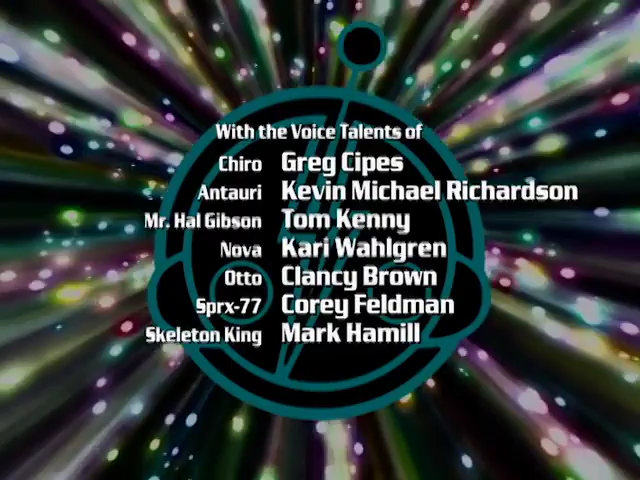 With the Voice Talents of
Chiro Greg Cipes
Antauri Kevin Michael Richardson
Mr. Hal Gibson Tom Kenny
Nova Kari Wahlgren
Otto Clancy Brown
Sprx-77 Corey Feldman
Skeleton King Mark Hamill